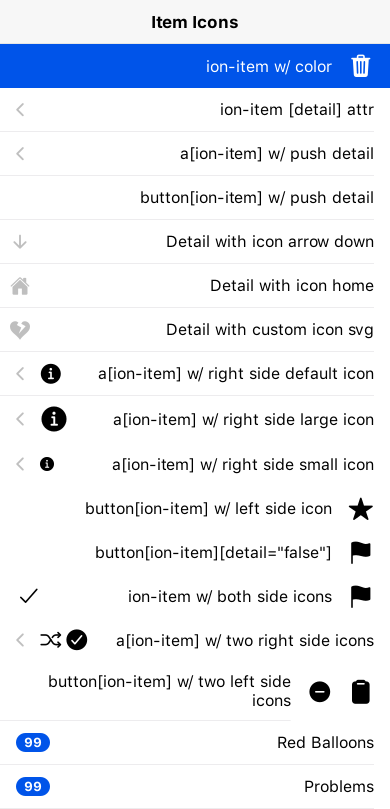 Item Icons
ion-item w/ color
ion-item [detail] attr
a[ion-item] w/ push detail
button[ion-item] w/ push detail
Detail with icon arrow down
Detail with icon home
Detail with custom icon svg
a[ion-item] w/ right side default icon
a[ion-item] w/ right side large icon
a[ion-item] w/ right side small icon
button[ion-item] w/ left side icon
button[ion-item][detail="false"]
ion-item w/ both side icons
a[ion-item] w/ two right side icons
button[ion-item] w/ two left side
icons
99 Red Balloons
99 Problems